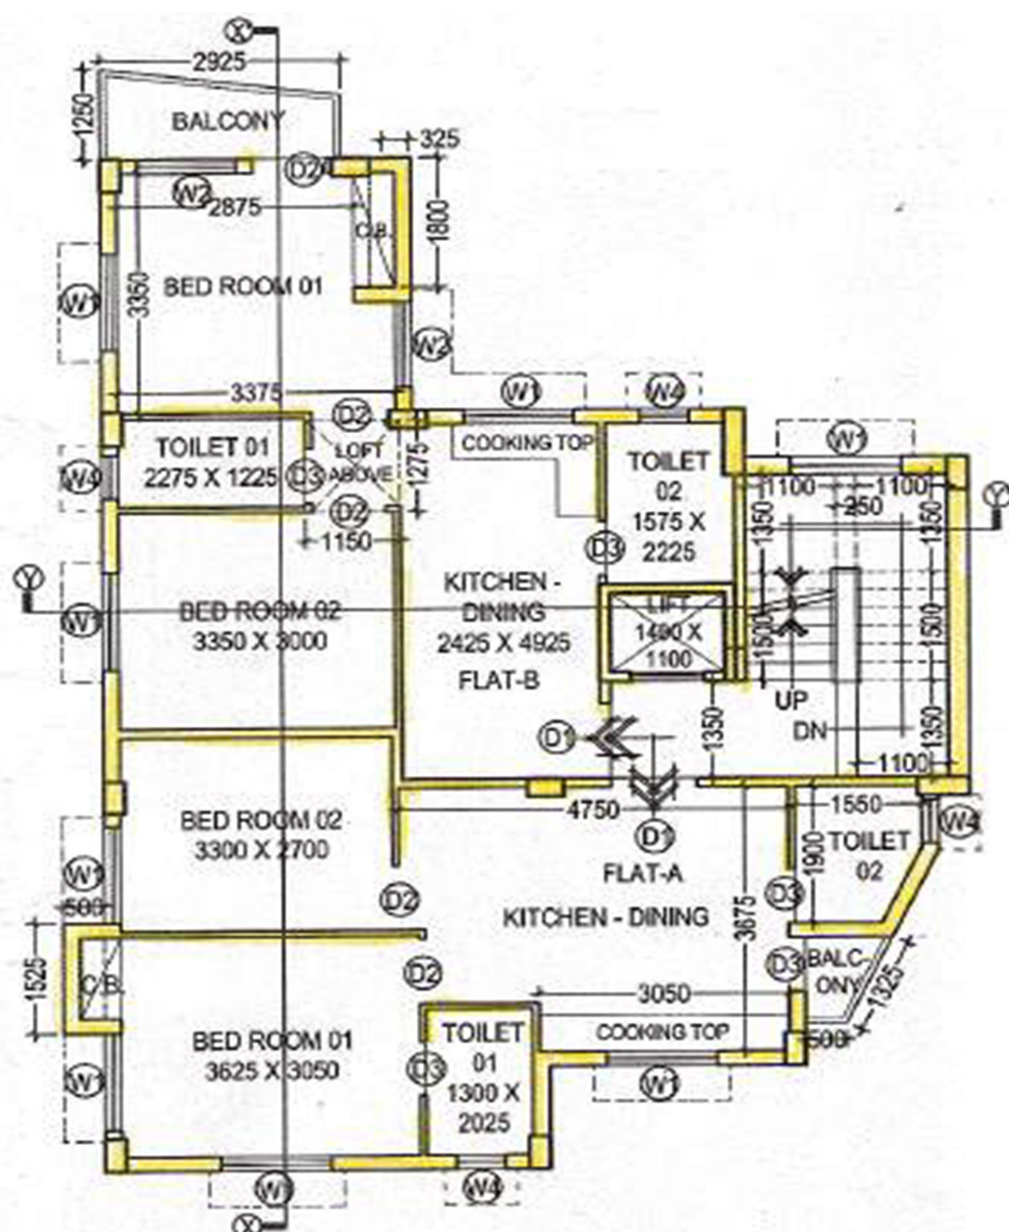 X
2925
1250
BALCONY
325
D2
W2
2875
C.B.
1800
3350
BED ROOM 01
W1
W2
3375
D2
W1
W4
W1
COOKING TOP
TOILET 01
2275 X 1225
LOFT
ABOVE
D3
1275
W4
D2
1150
TOILET
02
1575 X
2225
D3
1100
1100
250
1350
1350
Y
Y
KITCHEN -
DINING
2425 X 4925
FLAT-B
BED ROOM 02
3350 X 3000
W1
LIFT
1400 X
1100
1500
1500
UP
DN
1350
1350
1100
D1
4750
D1
1550
W4
BED ROOM 02
3300 X 2700
W1
500
FLAT-A
KITCHEN - DINING
D2
3675
TOILET
02
1900
D3
1525
C.B.
D2
D3
BALC-
ONY
1325
500
3050
COOKING TOP
BED ROOM 01
3625 X 3050
W1
TOILET
01
1300 X
2025
D3
W1
W1
W4
X